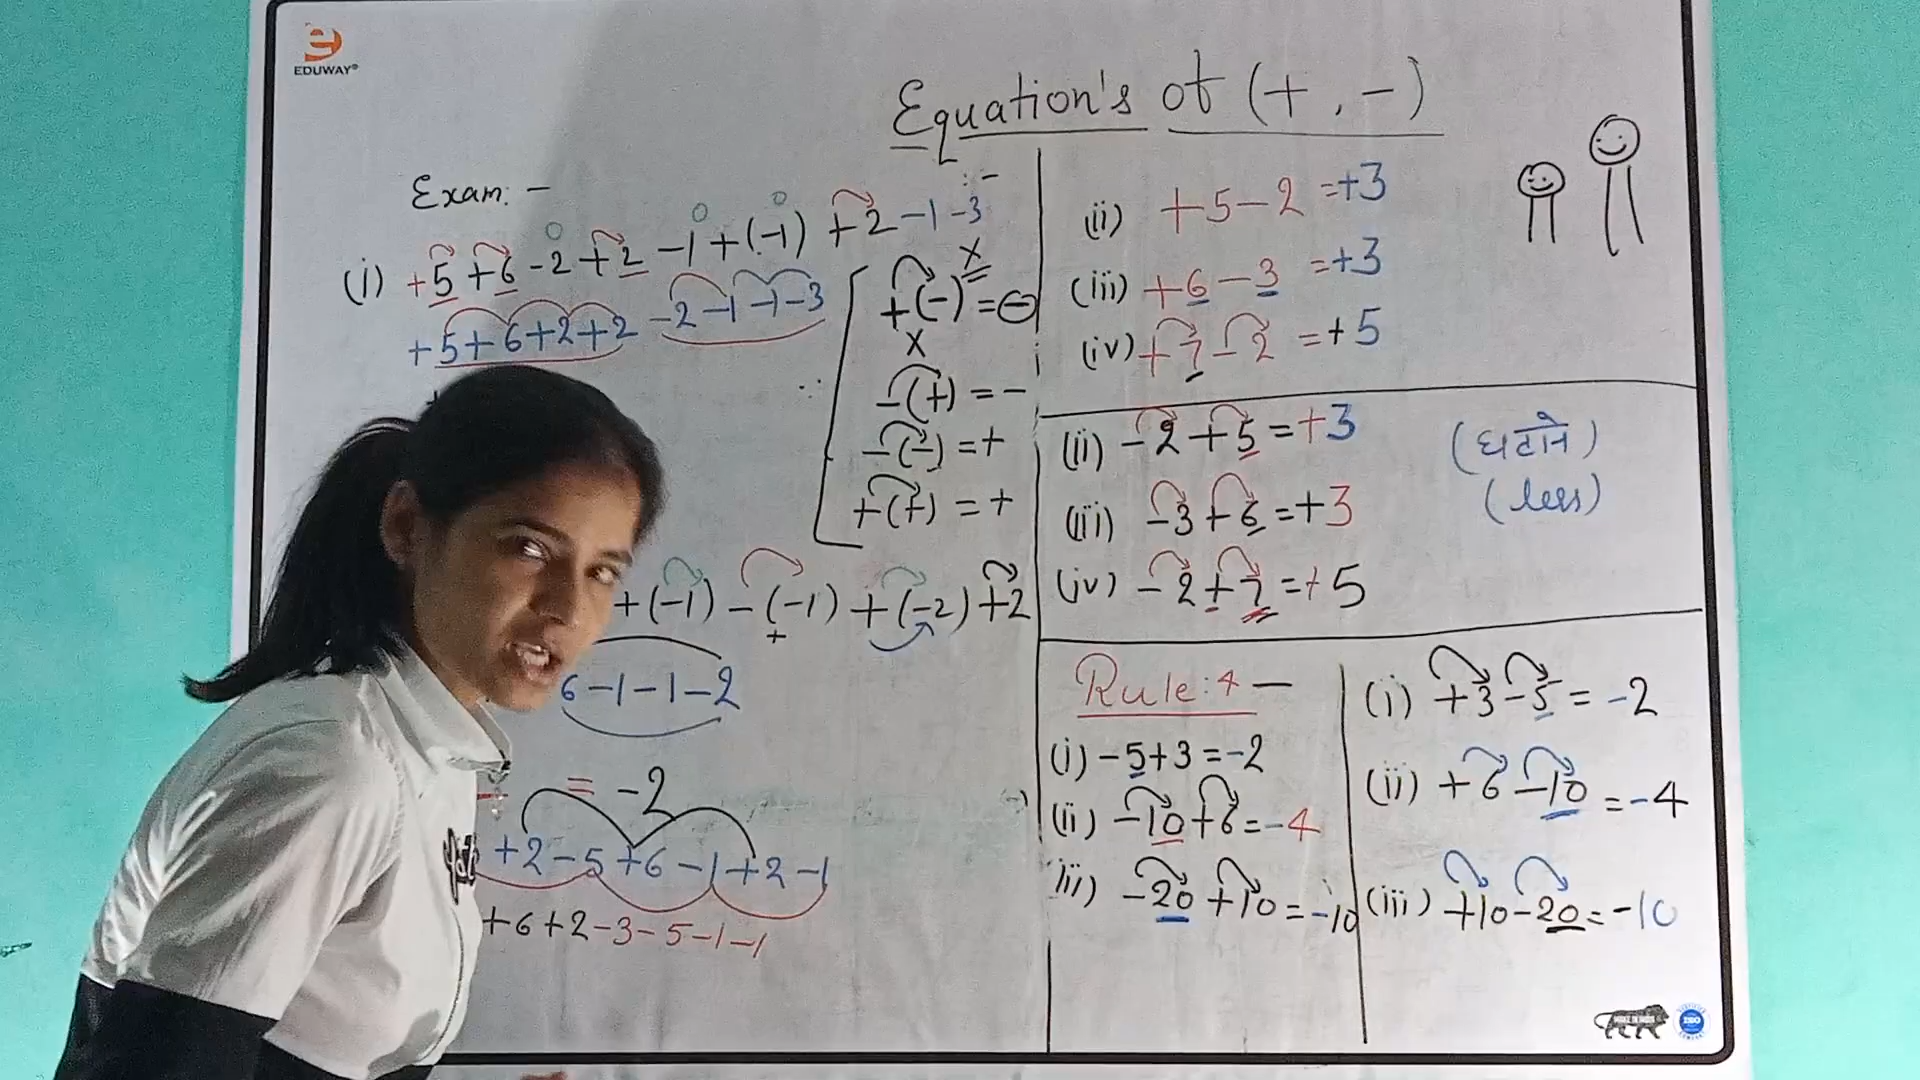 EDUWAY
Equation's of (+ , -)
Exam: -
(i) +5 +6 -2 +2 -1 +(-1) +2 -1 -3
+5+6+2+2 -2-1-1-3
+(-) = -
-(+) = -
-(-) = +
+(+) = +
+(-1) -(-1) +(-2) +2
6 -1 -1 -2
= -2
+2 -5 +6 -1 +2 -1
+6 +2 -3 -5 -1 -1
(ii) +5-2 =+3
(iii) +6-3 =+3
(iv) +7-2 =+5
(ii) -2+5 =+3
(iii) -3+6 =+3
(iv) -2+7 =+5
(घटाने)
(less)
Rule:4 -
(i) -5+3 =-2
(ii) -10+6 =-4
iii) -20+10 =-10
(i) +3-5 = -2
(ii) +6-10 =-4
(iii) +10-20 =-10
MAKE IN INDIA
ISO